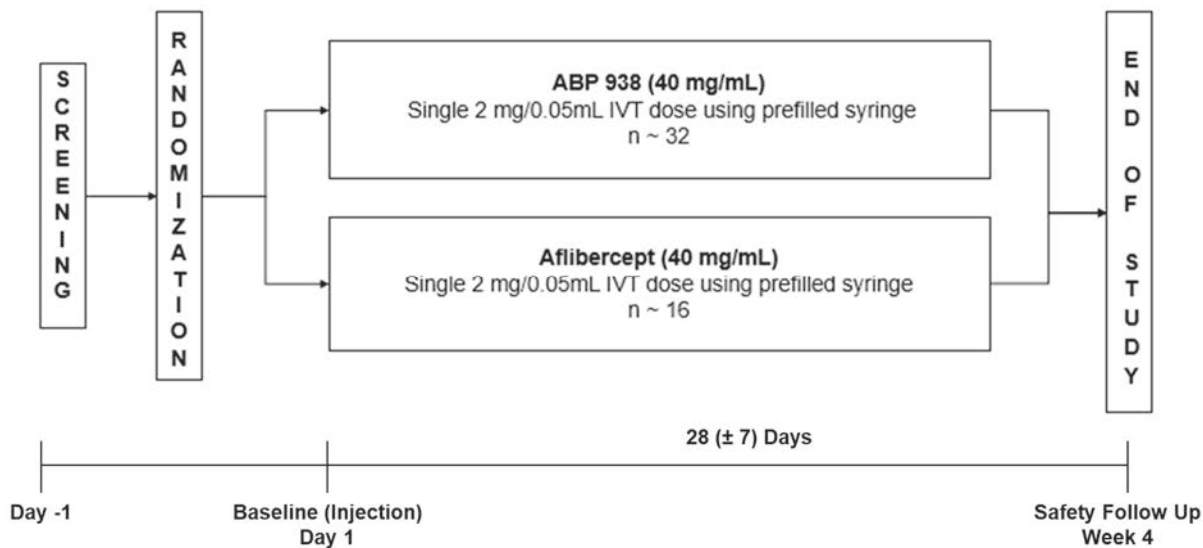 SCREENING
RANDOMIZATION
ABP 938 (40 mg/mL)
Single 2 mg/0.05mL IVT dose using prefilled syringe
n ~ 32
Aflibercept (40 mg/mL)
Single 2 mg/0.05mL IVT dose using prefilled syringe
n ~ 16
END OF STUDY
28 (± 7) Days
Day -1
Baseline (Injection)
Day 1
Safety Follow Up
Week 4